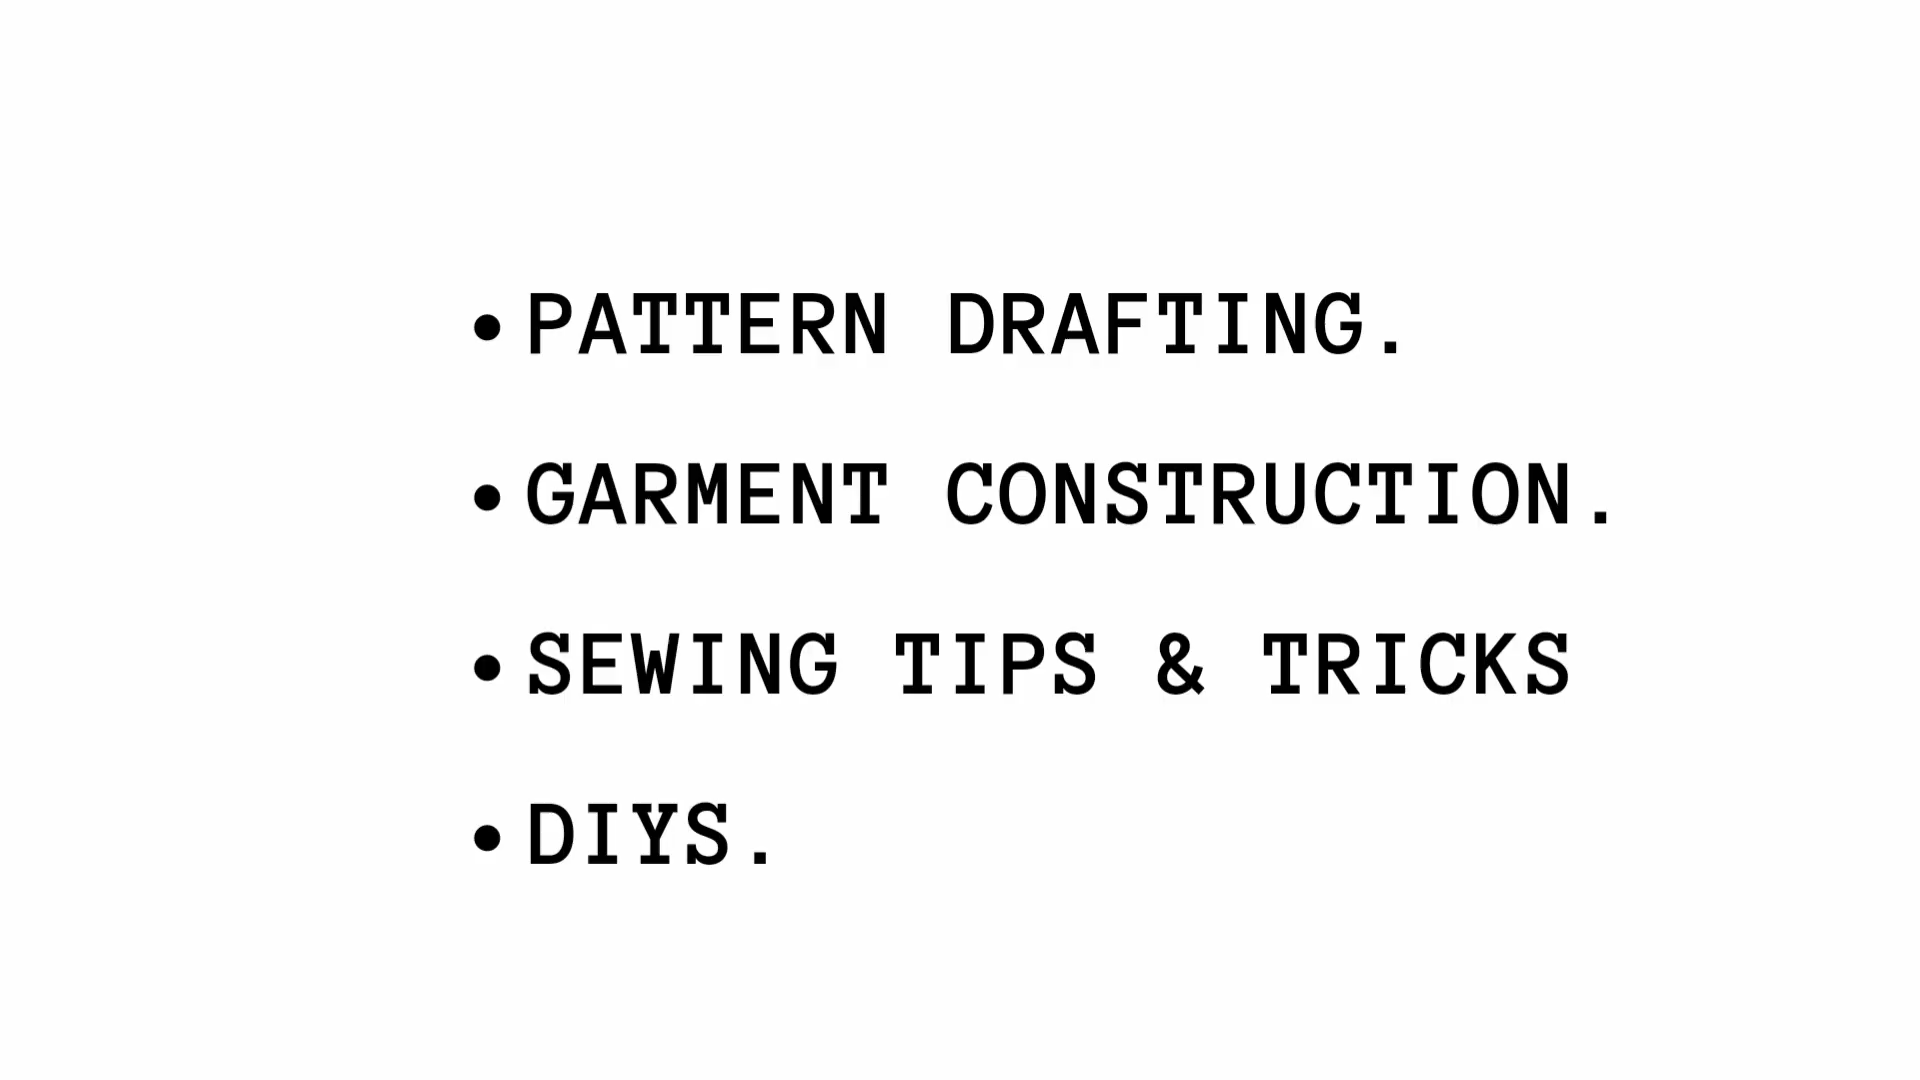 • PATTERN DRAFTING.
• GARMENT CONSTRUCTION.
• SEWING TIPS & TRICKS
• DIYS.